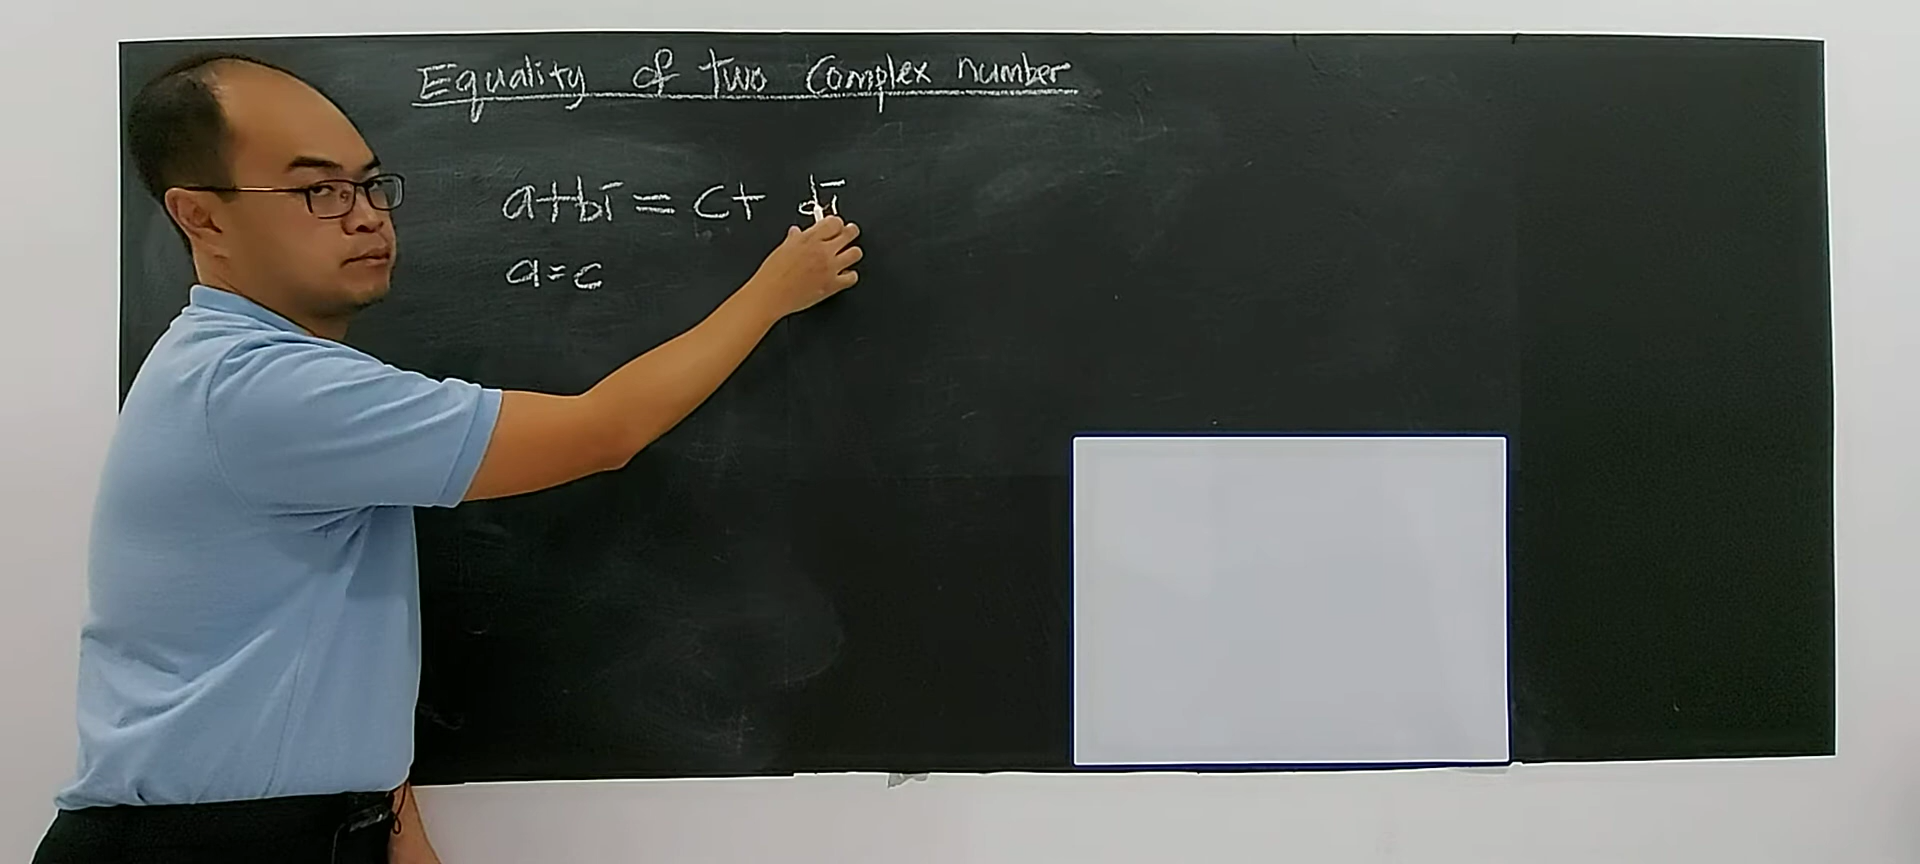 Equality of two complex number
a+bi = c+ di
a=c